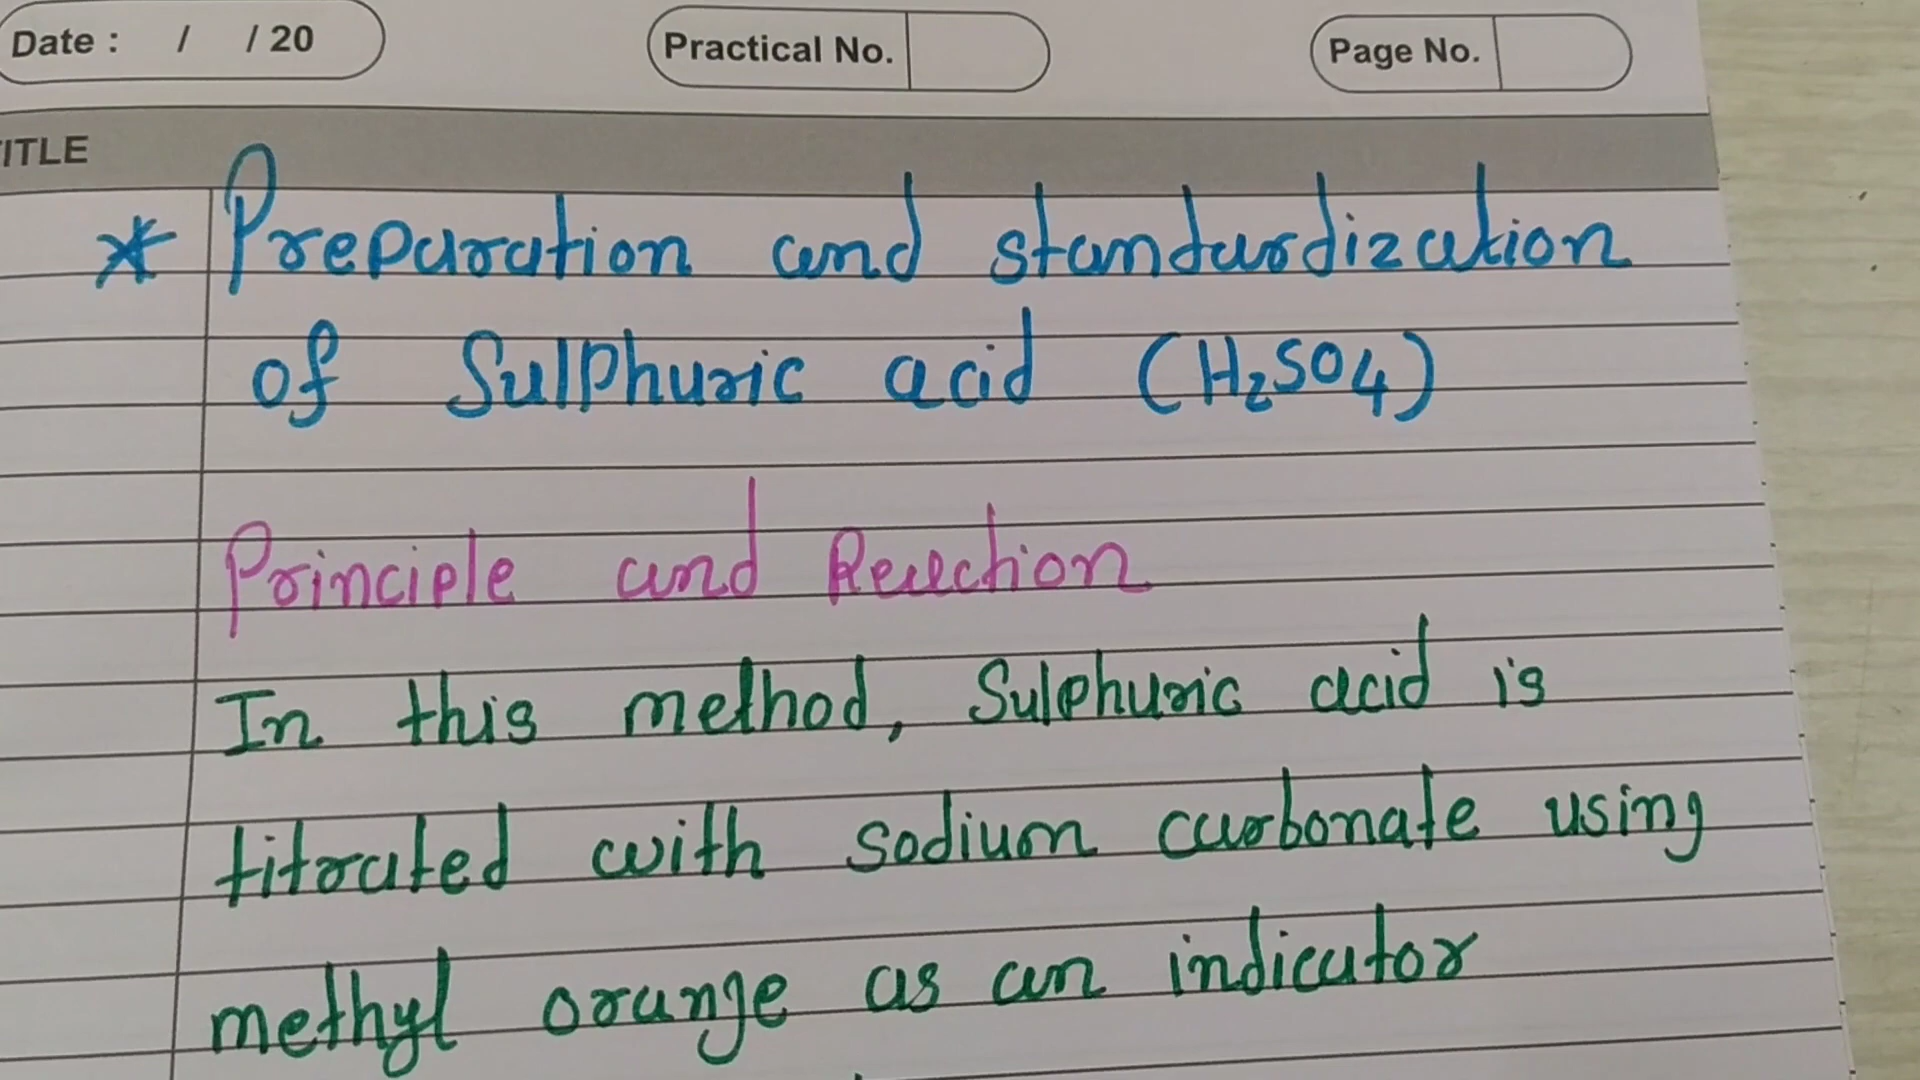 Date : / / 20 Practical No. Page No.
TITLE
* Preparation and standardization
of Sulphuric acid (H₂SO4)
Principle and Reaction
In this method, Sulphuric acid is
titrated with sodium carbonate using
methyl orange as an indicator